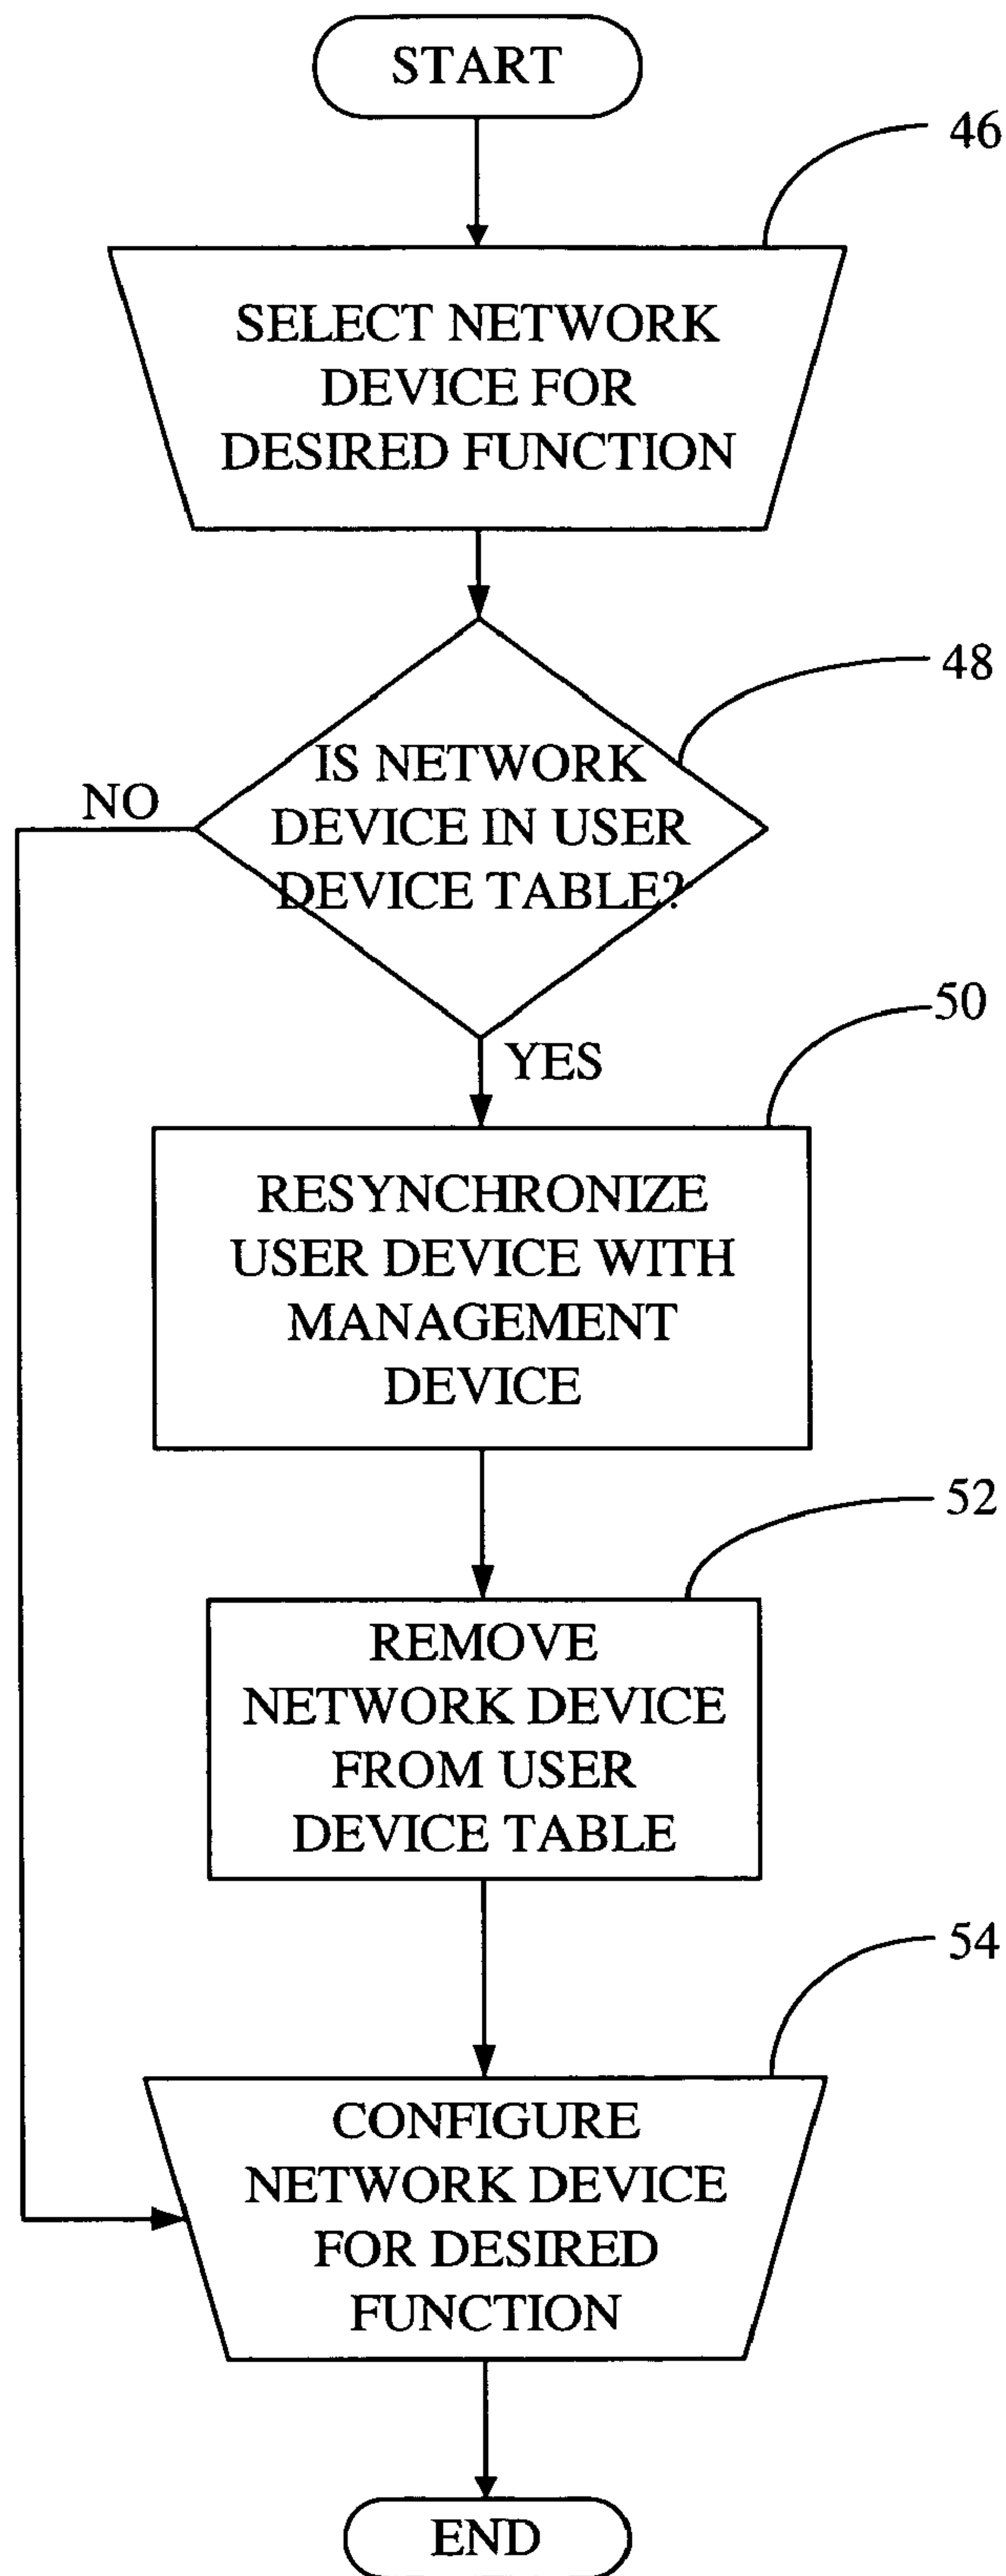 START
46
SELECT NETWORK
DEVICE FOR
DESIRED FUNCTION
48
IS NETWORK
DEVICE IN USER
DEVICE TABLE?
NO
YES
50
RESYNCHRONIZE
USER DEVICE WITH
MANAGEMENT
DEVICE
52
REMOVE
NETWORK DEVICE
FROM USER
DEVICE TABLE
54
CONFIGURE
NETWORK DEVICE
FOR DESIRED
FUNCTION
END